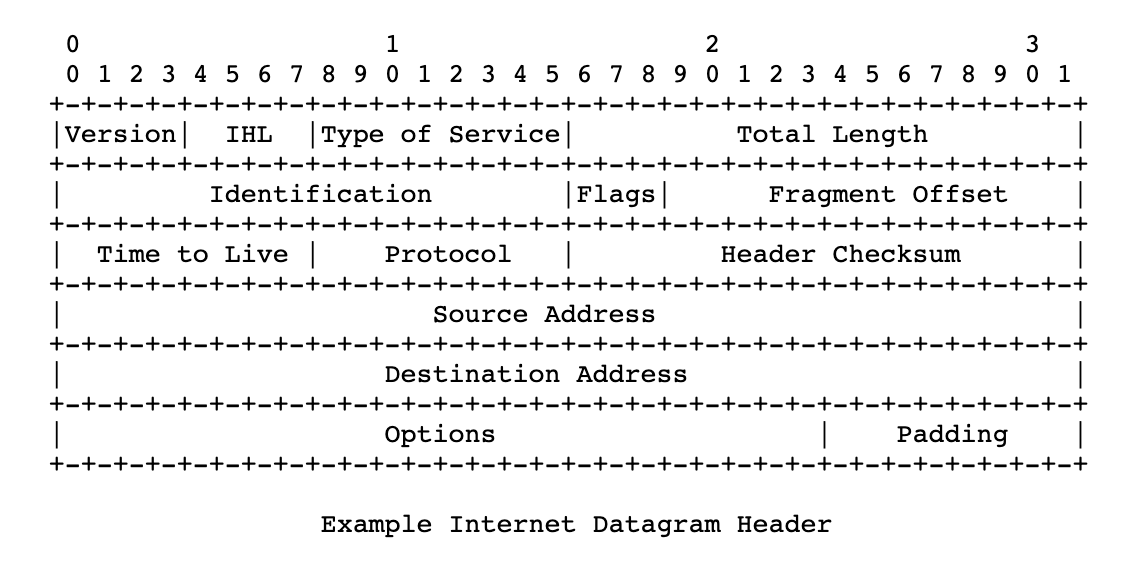 0                   1                   2                   3
 0 1 2 3 4 5 6 7 8 9 0 1 2 3 4 5 6 7 8 9 0 1 2 3 4 5 6 7 8 9 0 1
+-+-+-+-+-+-+-+-+-+-+-+-+-+-+-+-+-+-+-+-+-+-+-+-+-+-+-+-+-+-+-+-+
|Version|  IHL  |Type of Service|          Total Length         |
+-+-+-+-+-+-+-+-+-+-+-+-+-+-+-+-+-+-+-+-+-+-+-+-+-+-+-+-+-+-+-+-+
|         Identification        |Flags|      Fragment Offset    |
+-+-+-+-+-+-+-+-+-+-+-+-+-+-+-+-+-+-+-+-+-+-+-+-+-+-+-+-+-+-+-+-+
|  Time to Live |    Protocol   |         Header Checksum       |
+-+-+-+-+-+-+-+-+-+-+-+-+-+-+-+-+-+-+-+-+-+-+-+-+-+-+-+-+-+-+-+-+
|                       Source Address                          |
+-+-+-+-+-+-+-+-+-+-+-+-+-+-+-+-+-+-+-+-+-+-+-+-+-+-+-+-+-+-+-+-+
|                    Destination Address                        |
+-+-+-+-+-+-+-+-+-+-+-+-+-+-+-+-+-+-+-+-+-+-+-+-+-+-+-+-+-+-+-+-+
|                    Options                    |    Padding    |
+-+-+-+-+-+-+-+-+-+-+-+-+-+-+-+-+-+-+-+-+-+-+-+-+-+-+-+-+-+-+-+-+
                 Example Internet Datagram Header